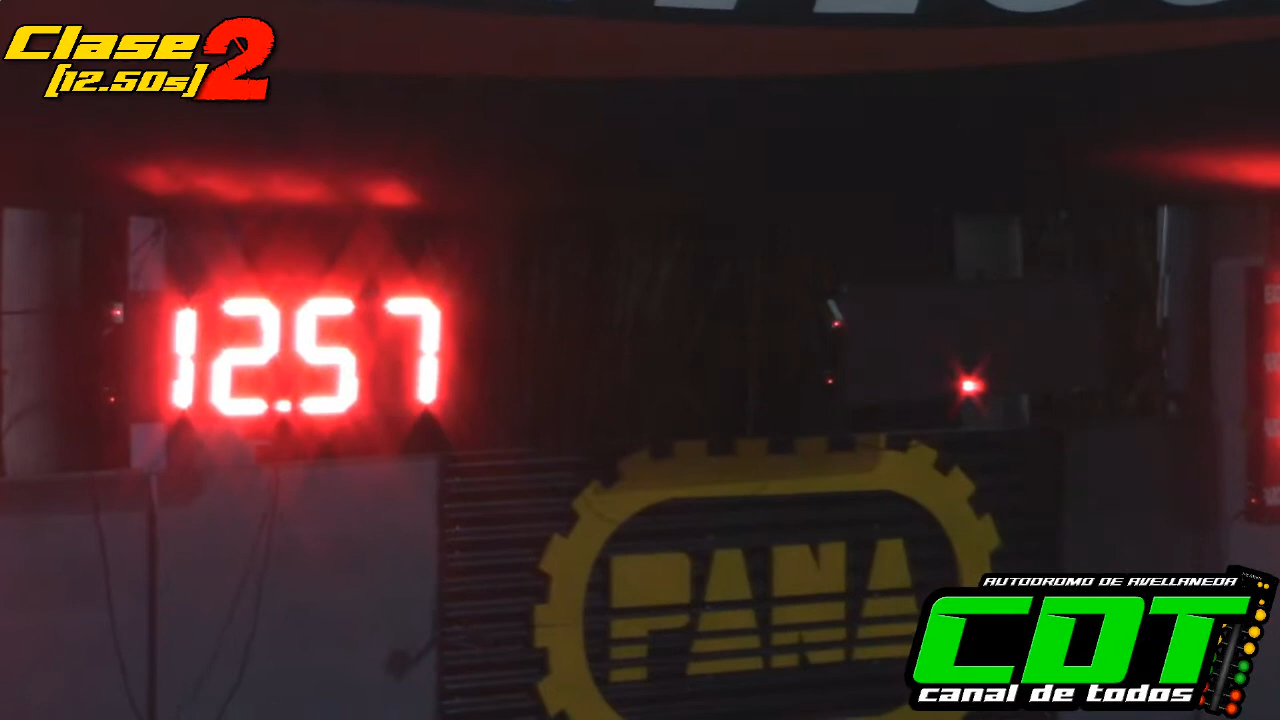 Clase 2
[12.50s]
12.57
PANA
AUTODROMO DE AVELLANEDA
CDT
canal de todos